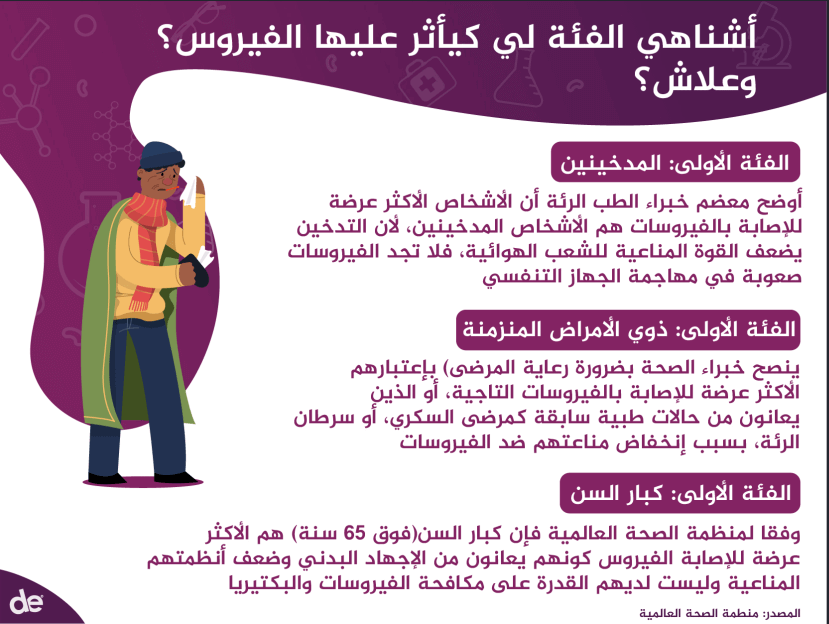 أشناهي الفئة لي كيأثر عليها الفيروس؟
وعلاش؟
الفئة الأولى: المدخينين
أوضح معضم خبراء الطب الرئة أن الأشخاص الأكثر عرضة
للإصابة بالفيروسات هم الأشخاص المدخينين، لأن التدخين
يضعف القوة المناعية للشعب الهوائية، فلا تجد الفيروسات
صعوبة في مهاجمة الجهاز التنفسي
الفئة الأولى: ذوي الأمراض المنزمنة
ينصح خبراء الصحة بضرورة رعاية المرضى) بإعتبارهم
الأكثر عرضة للإصابة بالفيروسات التاجية، أو الذين
يعانون من حالات طبية سابقة كمرضى السكري، أو سرطان
الرئة، بسبب إنخفاض مناعتهم ضد الفيروسات
الفئة الأولى: كبار السن
وفقا لمنظمة الصحة العالمية فإن كبار السن(فوق 65 سنة) هم الأكثر
عرضة للإصابة الفيروس كونهم يعانون من الإجهاد البدني وضعف أنظمتهم
المناعية وليست لديهم القدرة على مكافحة الفيروسات والبكتيريا
المصدر: منطمة الصحة العالمية
de